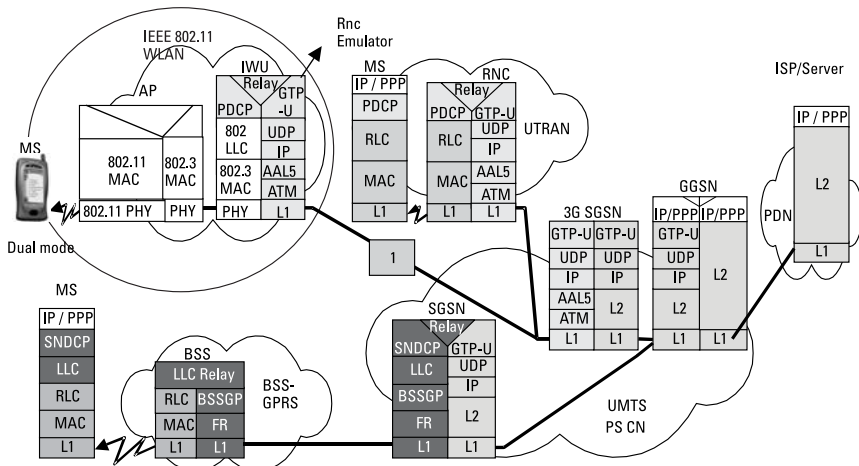 IEEE 802.11
WLAN
Rnc
Emulator
AP
IWU
Relay
GTP
-U
PDCP
802
LLC
UDP
IP
802.11
MAC
802.3
MAC
802.3
MAC
AAL5
ATM
802.11 PHY
PHY
PHY
L1
MS
Dual mode
MS
IP / PPP
PDCP
RLC
MAC
L1
RNC
Relay
PDCP
GTP-U
RLC
UDP
IP
MAC
AAL5
ATM
L1
L1
UTRAN
ISP/Server
IP / PPP
L2
L1
PDN
1
3G SGSN
GTP-U
GTP-U
UDP
UDP
IP
IP
AAL5
L2
ATM
L1
L1
GGSN
IP/PPP
IP/PPP
GTP-U
UDP
IP
L2
L2
L1
L1
MS
IP / PPP
SNDCP
LLC
RLC
MAC
L1
BSS
LLC Relay
RLC
BSSGP
MAC
FR
L1
L1
BSS-
GPRS
SGSN
Relay
SNDCP
GTP-U
LLC
UDP
IP
BSSGP
L2
FR
L1
L1
UMTS
PS CN